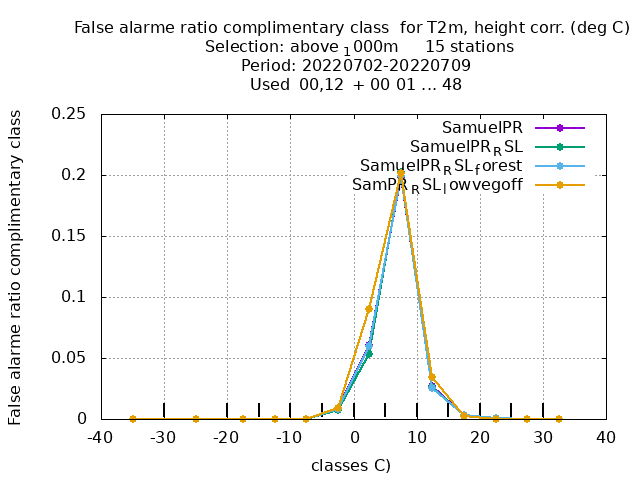 False alarme ratio complimentary class  for T2m, height corr. (deg C)
Selection: above 1000m     15 stations
Period: 20220702-20220709
Used  00,12  + 00 01 ... 48
False alarme ratio complimentary class
0.25
0.2
0.15
0.1
0.05
0
SamuelPR
SamuelPR_RSL
SamuelPR_RSL_forest
SamPR_RSL_lowvegoff
-40 -30 -20 -10 0 10 20 30 40
classes C)